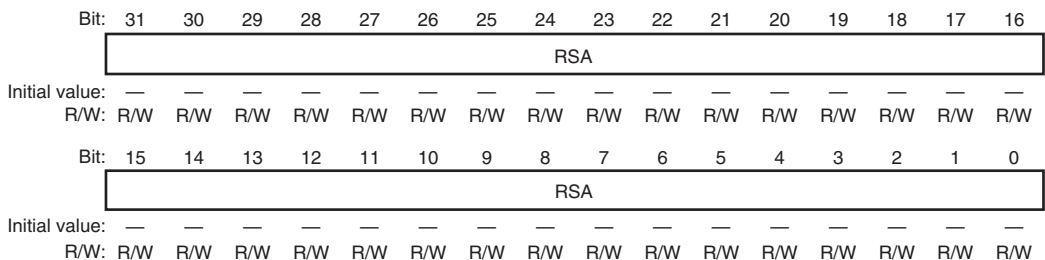 Bit: 31 30 29 28 27 26 25 24 23 22 21 20 19 18 17 16
RSA
Initial value: — — — — — — — — — — — — — — — —
R/W: R/W R/W R/W R/W R/W R/W R/W R/W R/W R/W R/W R/W R/W R/W R/W R/W
Bit: 15 14 13 12 11 10 9 8 7 6 5 4 3 2 1 0
RSA
Initial value: — — — — — — — — — — — — — — — —
R/W: R/W R/W R/W R/W R/W R/W R/W R/W R/W R/W R/W R/W R/W R/W R/W R/W